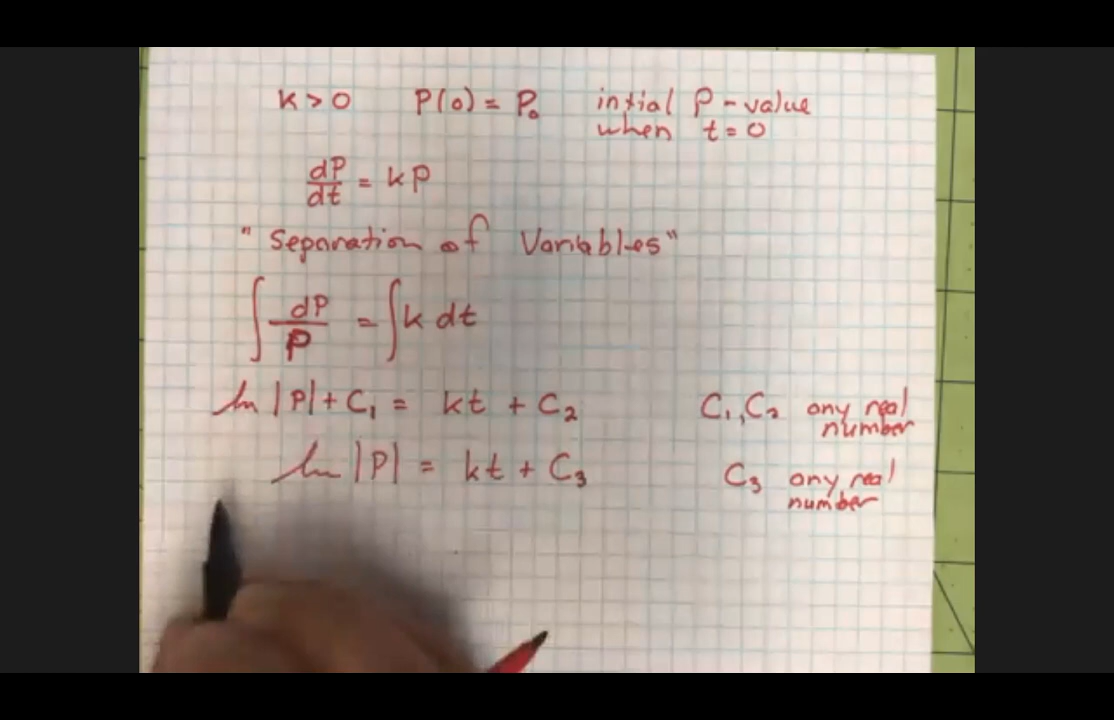 k > 0 P(0) = P₀ initial P-value
when t = 0
dP/dt = kP
"Separation of Variables"
∫ dP/P = ∫ k dt
ln |P| + C₁ = kt + C₂ C₁, C₂ any real
number
ln |P| = kt + C₃ C₃ any real
number